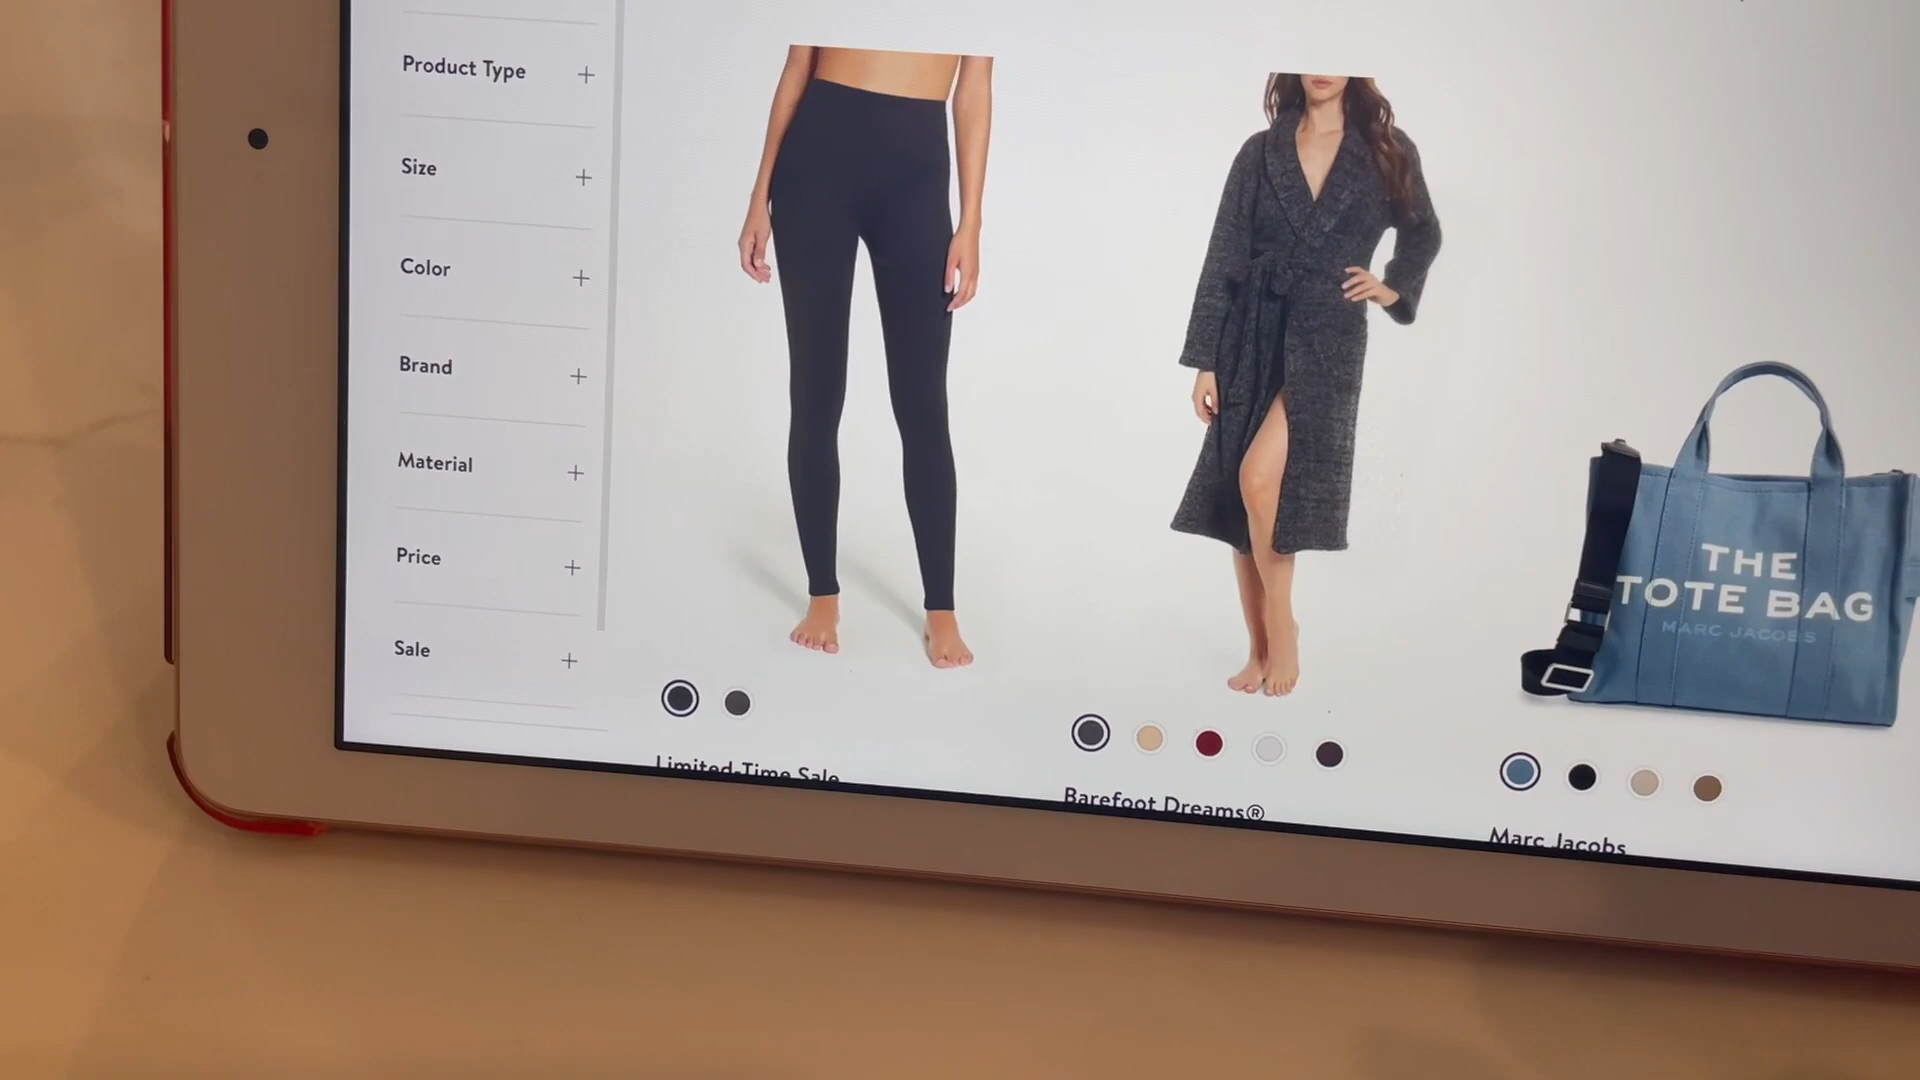 Product Type
Size
Color
Brand
Material
Price
Sale
THE
TOTE BAG
MARC JACOBS
Limited-Time Sale
Barefoot Dreams®
Marc Jacobs